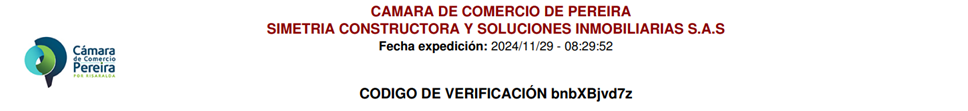 CAMARA DE COMERCIO DE PEREIRA
SIMETRIA CONSTRUCTORA Y SOLUCIONES INMOBILIARIAS S.A.S
Fecha expedición: 2024/11/29 - 08:29:52
Cámara
de Comercio
Pereira
POR RISARALDA
CODIGO DE VERIFICACIÓN bnbXBjvd7z